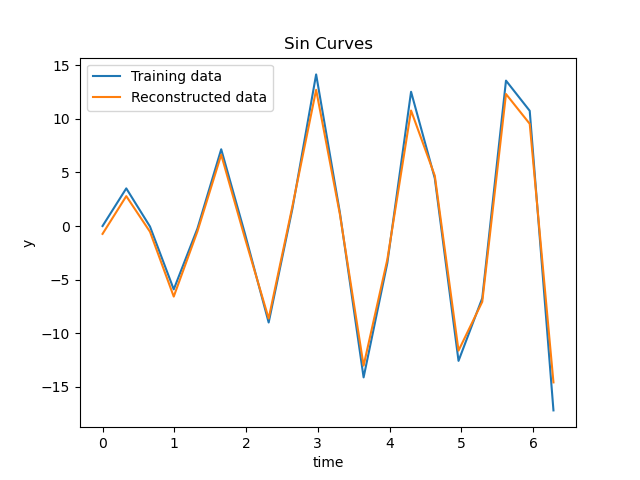 Sin Curves
Training data
Reconstructed data
15
10
5
0
−5
−10
−15
y
0 1 2 3 4 5 6
time